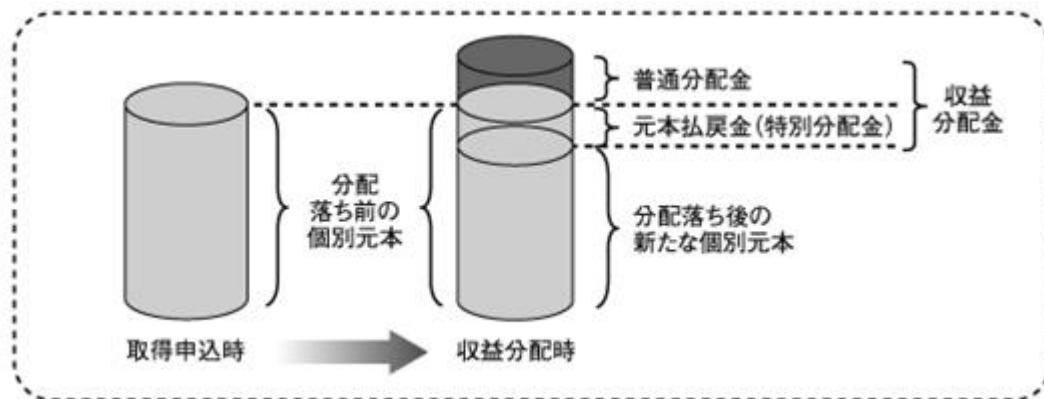 普通分配金
元本払戻金(特別分配金)
収益
分配金
分配
落ち前の
個別元本
分配落ち後の
新たな個別元本
取得申込時
収益分配時